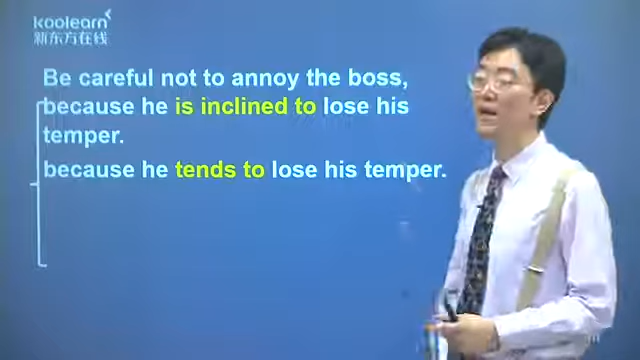 koolearn
新东方在线
Be careful not to annoy the boss,
because he is inclined to lose his
temper.
because he tends to lose his temper.